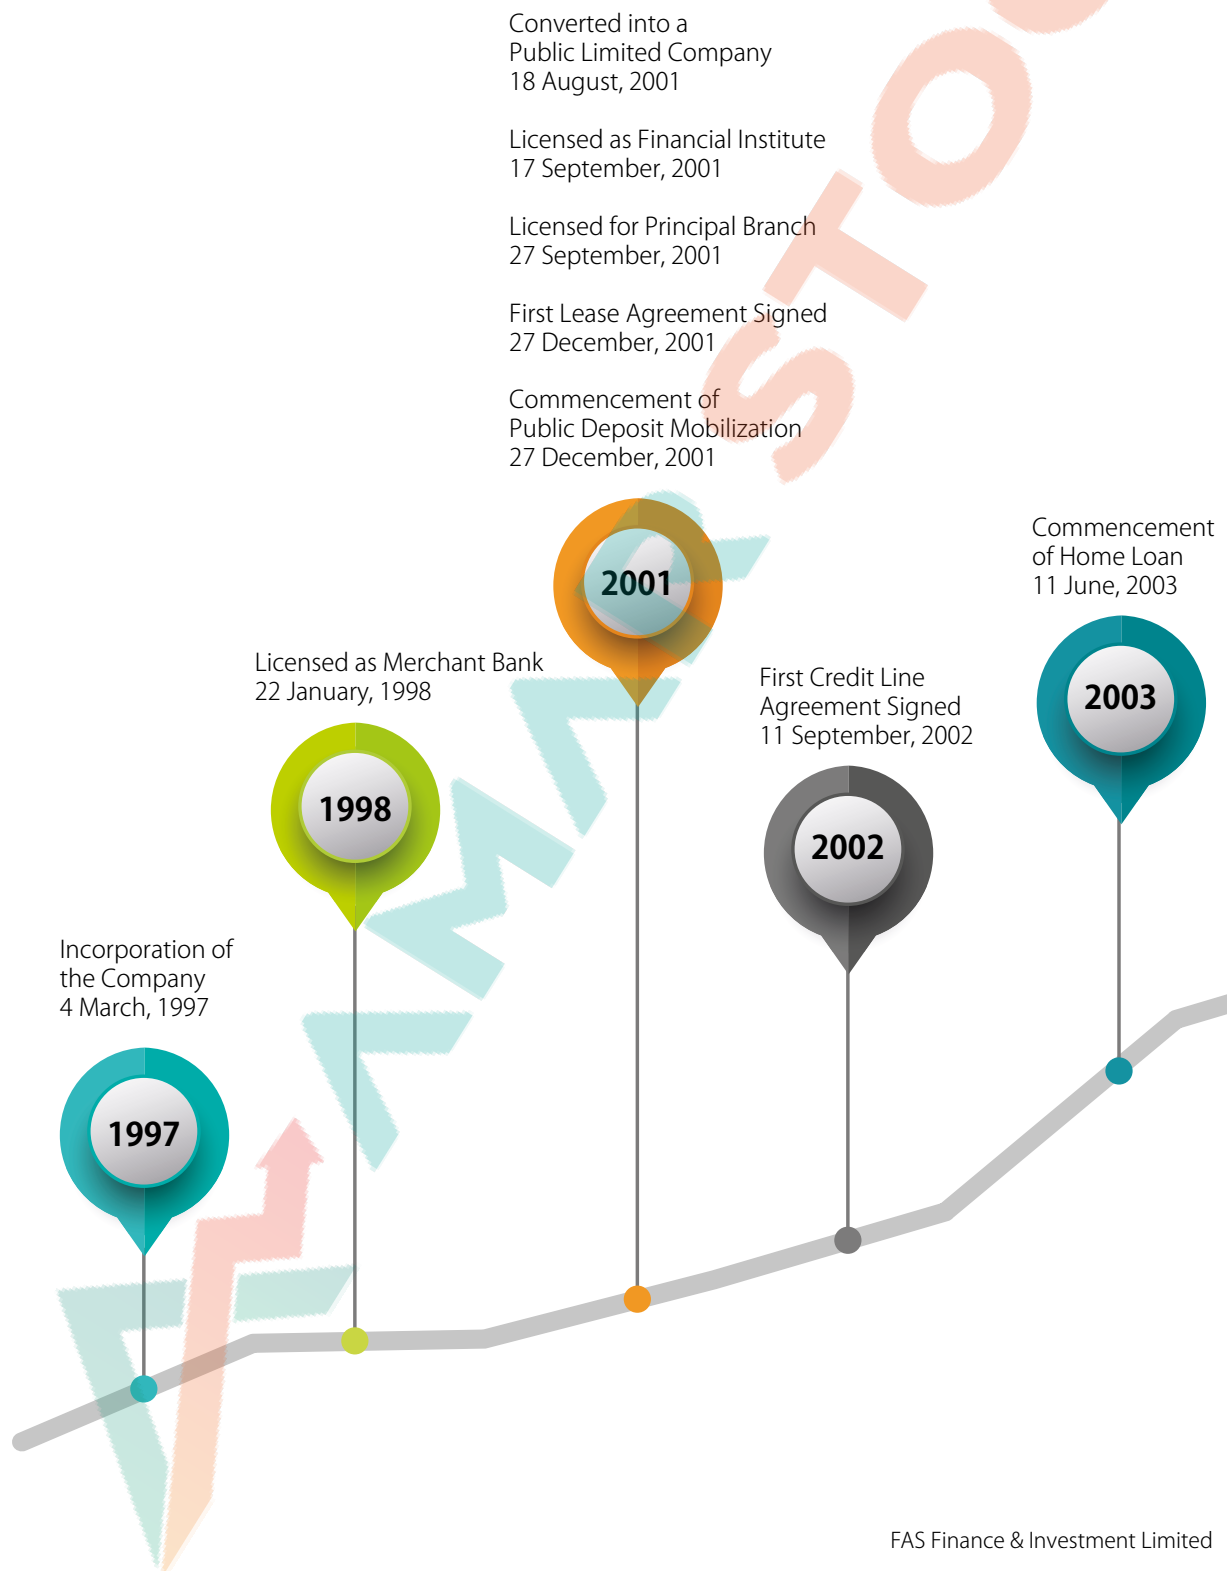 Converted into a
Public Limited Company
18 August, 2001
Licensed as Financial Institute
17 September, 2001
Licensed for Principal Branch
27 September, 2001
First Lease Agreement Signed
27 December, 2001
Commencement of
Public Deposit Mobilization
27 December, 2001
2001
Commencement
of Home Loan
11 June, 2003
2003
Licensed as Merchant Bank
22 January, 1998
1998
First Credit Line
Agreement Signed
11 September, 2002
2002
Incorporation of
the Company
4 March, 1997
1997
FAS Finance & Investment Limited